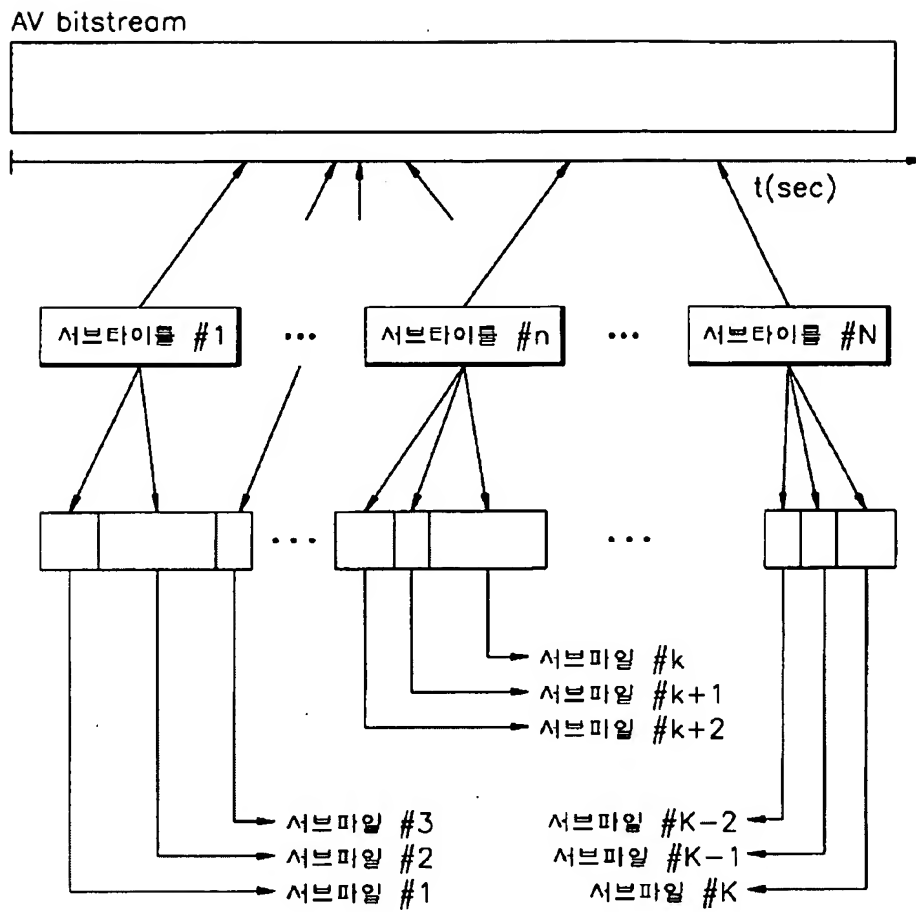 AV bitstream
t(sec)
서브타이틀 #1 ... 서브타이틀 #n ... 서브타이틀 #N
... ...
서브파일 #k
서브파일 #k+1
서브파일 #k+2
서브파일 #3 서브파일 #K-2
서브파일 #2 서브파일 #K-1
서브파일 #1 서브파일 #K